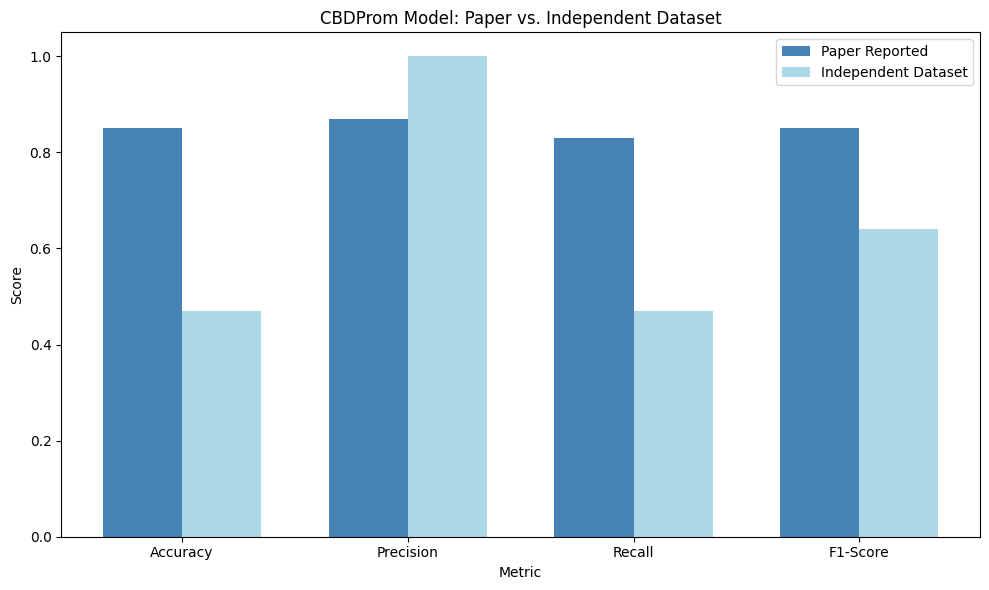 CBDProm Model: Paper vs. Independent Dataset
Paper Reported
Independent Dataset
Score
1.0
0.8
0.6
0.4
0.2
0.0
Accuracy
Precision
Recall
F1-Score
Metric